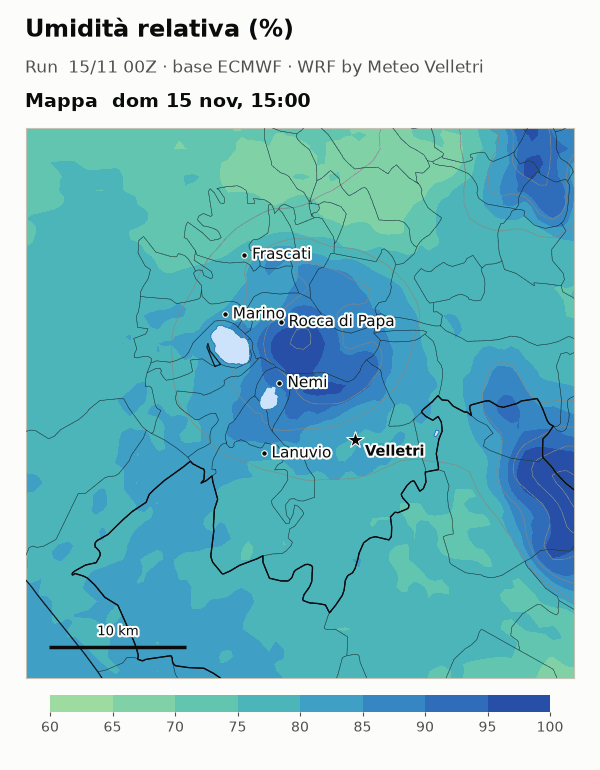 Umidità relativa (%)
Run 15/11 00Z · base ECMWF · WRF by Meteo Velletri
Mappa dom 15 nov, 15:00
Frascati
Marino
Rocca di Papa
Nemi
Velletri
Lanuvio
10 km
60 65 70 75 80 85 90 95 100